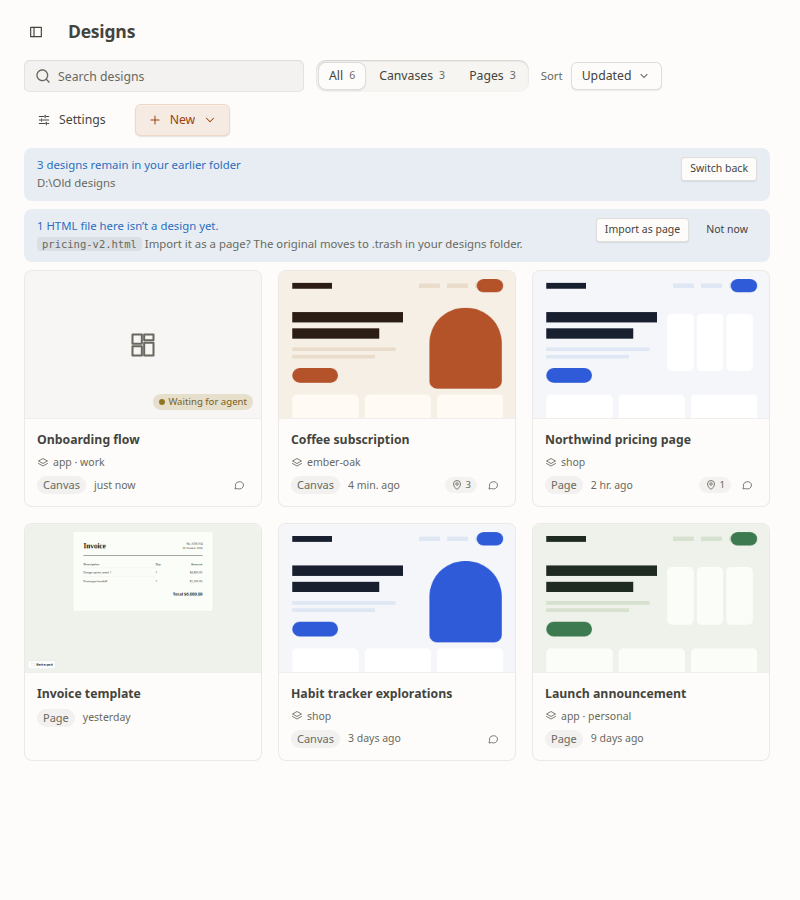 Designs
Search designs
All 6 Canvases 3 Pages 3 Sort Updated
Settings New
3 designs remain in your earlier folder
D:\Old designs
Switch back
1 HTML file here isn’t a design yet.
pricing-v2.html Import it as a page? The original moves to .trash in your designs folder.
Import as page Not now
Waiting for agent
Onboarding flow
app · work
Canvas just now
Coffee subscription
ember-oak
Canvas 4 min. ago 3
Northwind pricing page
shop
Page 2 hr. ago 1
Invoice
Description Qty Amount
Total
Invoice template
Page yesterday
Habit tracker explorations
shop
Canvas 3 days ago
Launch announcement
app · personal
Page 9 days ago